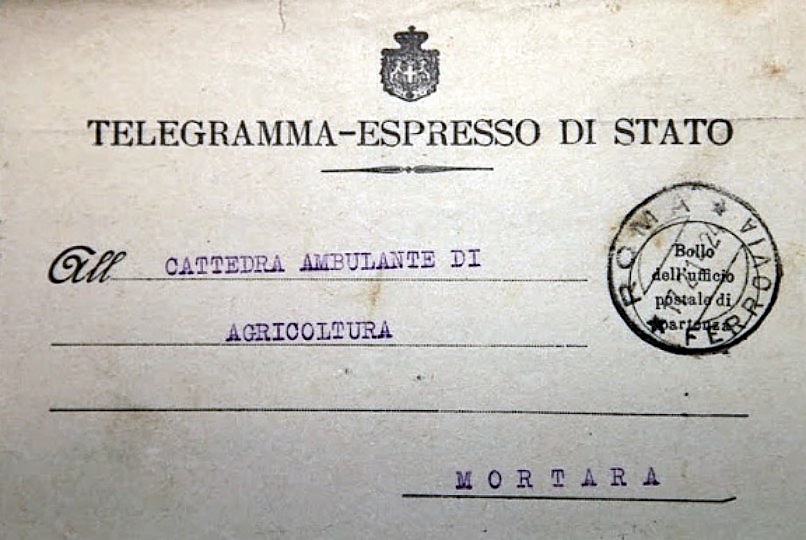 TELEGRAMMA-ESPRESSO DI STATO
All CATTEDRA AMBULANTE DI
AGRICOLTURA
MORTARA
ROMA FERROVIA
Bollo
dell'ufficio
postale di
partenza